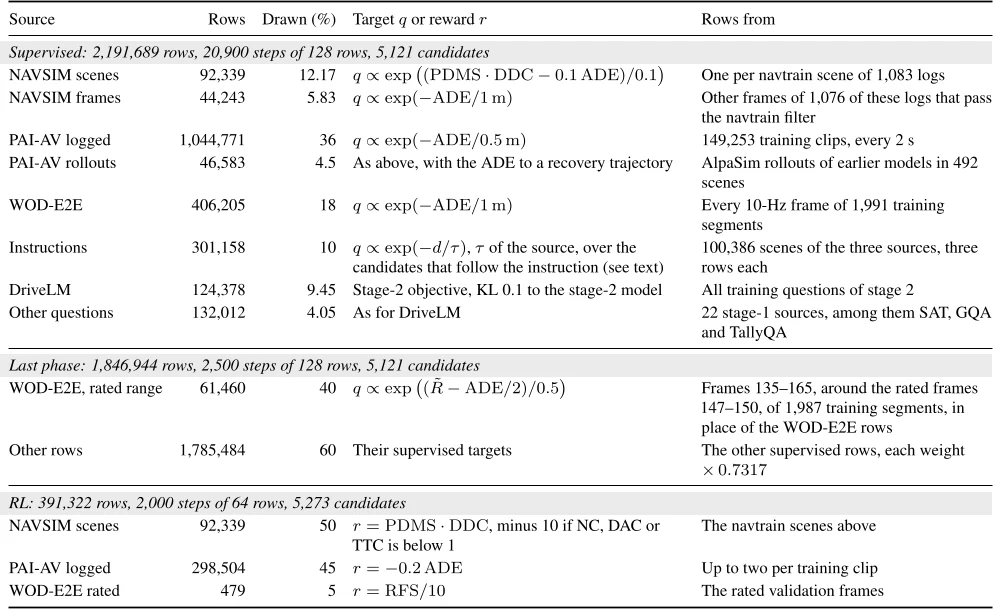 Source Rows Drawn (%) Target q or reward r Rows from
Supervised: 2,191,689 rows, 20,900 steps of 128 rows, 5,121 candidates
NAVSIM scenes 92,339 12.17 q ∝ exp((PDMS · DDC − 0.1 ADE)/0.1) One per navtrain scene of 1,083 logs
NAVSIM frames 44,243 5.83 q ∝ exp(−ADE/1 m) Other frames of 1,076 of these logs that pass
the navtrain filter
PAI-AV logged 1,044,771 36 q ∝ exp(−ADE/0.5 m) 149,253 training clips, every 2 s
PAI-AV rollouts 46,583 4.5 As above, with the ADE to a recovery trajectory AlpaSim rollouts of earlier models in 492
scenes
WOD-E2E 406,205 18 q ∝ exp(−ADE/1 m) Every 10-Hz frame of 1,991 training
segments
Instructions 301,158 10 q ∝ exp(−d/τ), τ of the source, over the 100,386 scenes of the three sources, three
candidates that follow the instruction (see text) rows each
DriveLM 124,378 9.45 Stage-2 objective, KL 0.1 to the stage-2 model All training questions of stage 2
Other questions 132,012 4.05 As for DriveLM 22 stage-1 sources, among them SAT, GQA
and TallyQA
Last phase: 1,846,944 rows, 2,500 steps of 128 rows, 5,121 candidates
WOD-E2E, rated range 61,460 40 q ∝ exp((R̃ − ADE/2)/0.5) Frames 135–165, around the rated frames
147–150, of 1,987 training segments, in
place of the WOD-E2E rows
Other rows 1,785,484 60 Their supervised targets The other supervised rows, each weight
× 0.7317
RL: 391,322 rows, 2,000 steps of 64 rows, 5,273 candidates
NAVSIM scenes 92,339 50 r = PDMS · DDC, minus 10 if NC, DAC or The navtrain scenes above
TTC is below 1
PAI-AV logged 298,504 45 r = −0.2 ADE Up to two per training clip
WOD-E2E rated 479 5 r = RFS/10 The rated validation frames